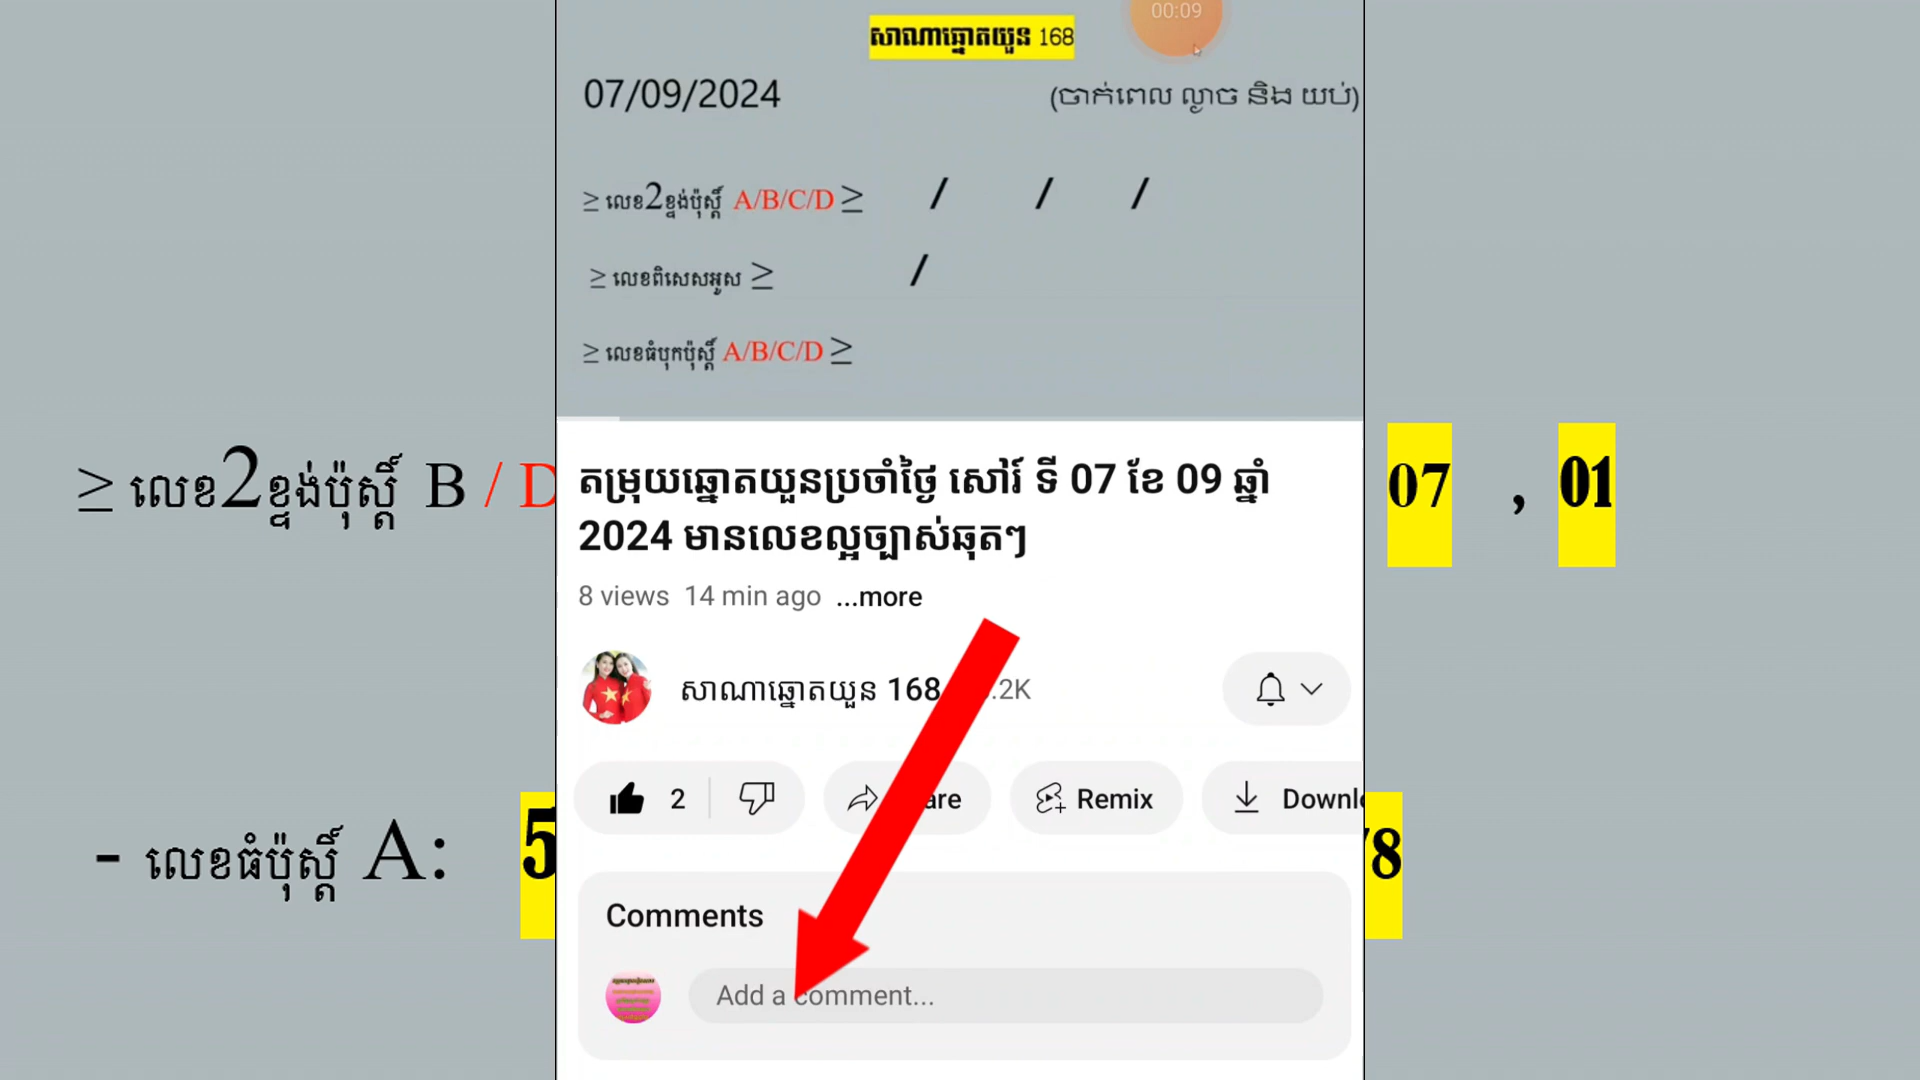 00:09
សាណាឆ្នោតយួន 168
07/09/2024
(ចាក់ពេល ល្ងាច និង យប់)
≥ លេខ2ខ្ទង់ប៉ុស្តិ៍ A/B/C/D ≥ / / /
≥ លេខពិសេសអូស ≥ /
≥ លេខធំបុកប៉ុស្តិ៍ A/B/C/D ≥
≥ លេខ2ខ្ទង់ប៉ុស្តិ៍ B / D
07 , 01
តម្រុយឆ្នោតយួនប្រចាំថ្ងៃ សៅរ៍ ទី 07 ខែ 09 ឆ្នាំ
2024 មានលេខល្អច្បាស់ឆុតៗ
8 views 14 min ago ...more
សាណាឆ្នោតយួន 168 .2K
2
Remix
- លេខធំប៉ុស្តិ៍ A: 5
/8
Comments
Add a comment...